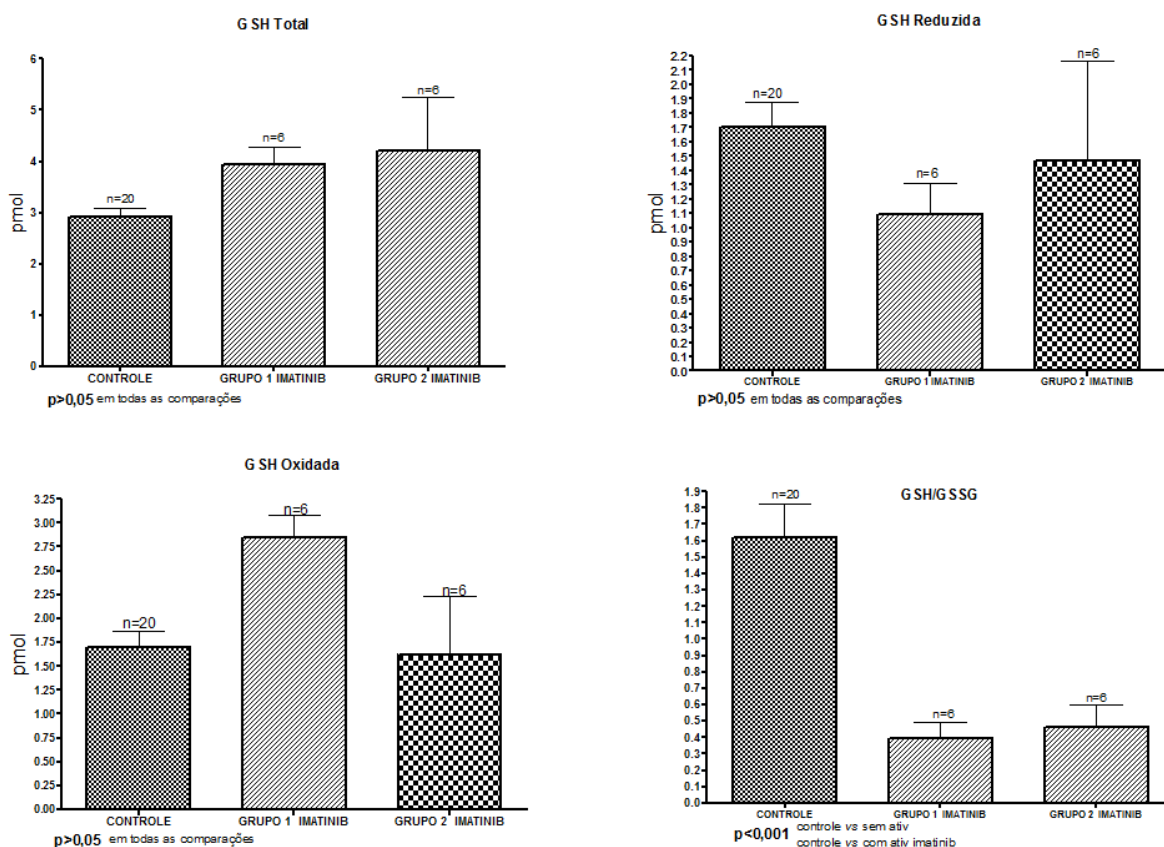 GSH Total
6
5
4
3
2
1
0
pmol
n=20
n=6
n=6
CONTROLE GRUPO 1 IMATINIB GRUPO 2 IMATINIB
p>0,05 em todas as comparações
GSH Reduzida
2.2
2.1
2.0
1.9
1.8
1.7
1.6
1.5
1.4
1.3
1.2
1.1
1.0
0.9
0.8
0.7
0.6
0.5
0.4
0.3
0.2
0.1
0.0
pmol
n=20
n=6
n=6
CONTROLE GRUPO 1 IMATINIB GRUPO 2 IMATINIB
p>0,05 em todas as comparações
GSH Oxidada
3.25
3.00
2.75
2.50
2.25
2.00
1.75
1.50
1.25
1.00
0.75
0.50
0.25
0.00
pmol
n=20
n=6
n=6
CONTROLE GRUPO 1 IMATINIB GRUPO 2 IMATINIB
p>0,05 em todas as comparações
GSH/GSSG
1.9
1.8
1.7
1.6
1.5
1.4
1.3
1.2
1.1
1.0
0.9
0.8
0.7
0.6
0.5
0.4
0.3
0.2
0.1
0.0
n=20
n=6
n=6
CONTROLE GRUPO 1 IMATINIB GRUPO 2 IMATINIB
p<0,001 controle vs sem ativ
controle vs com ativ imatinib